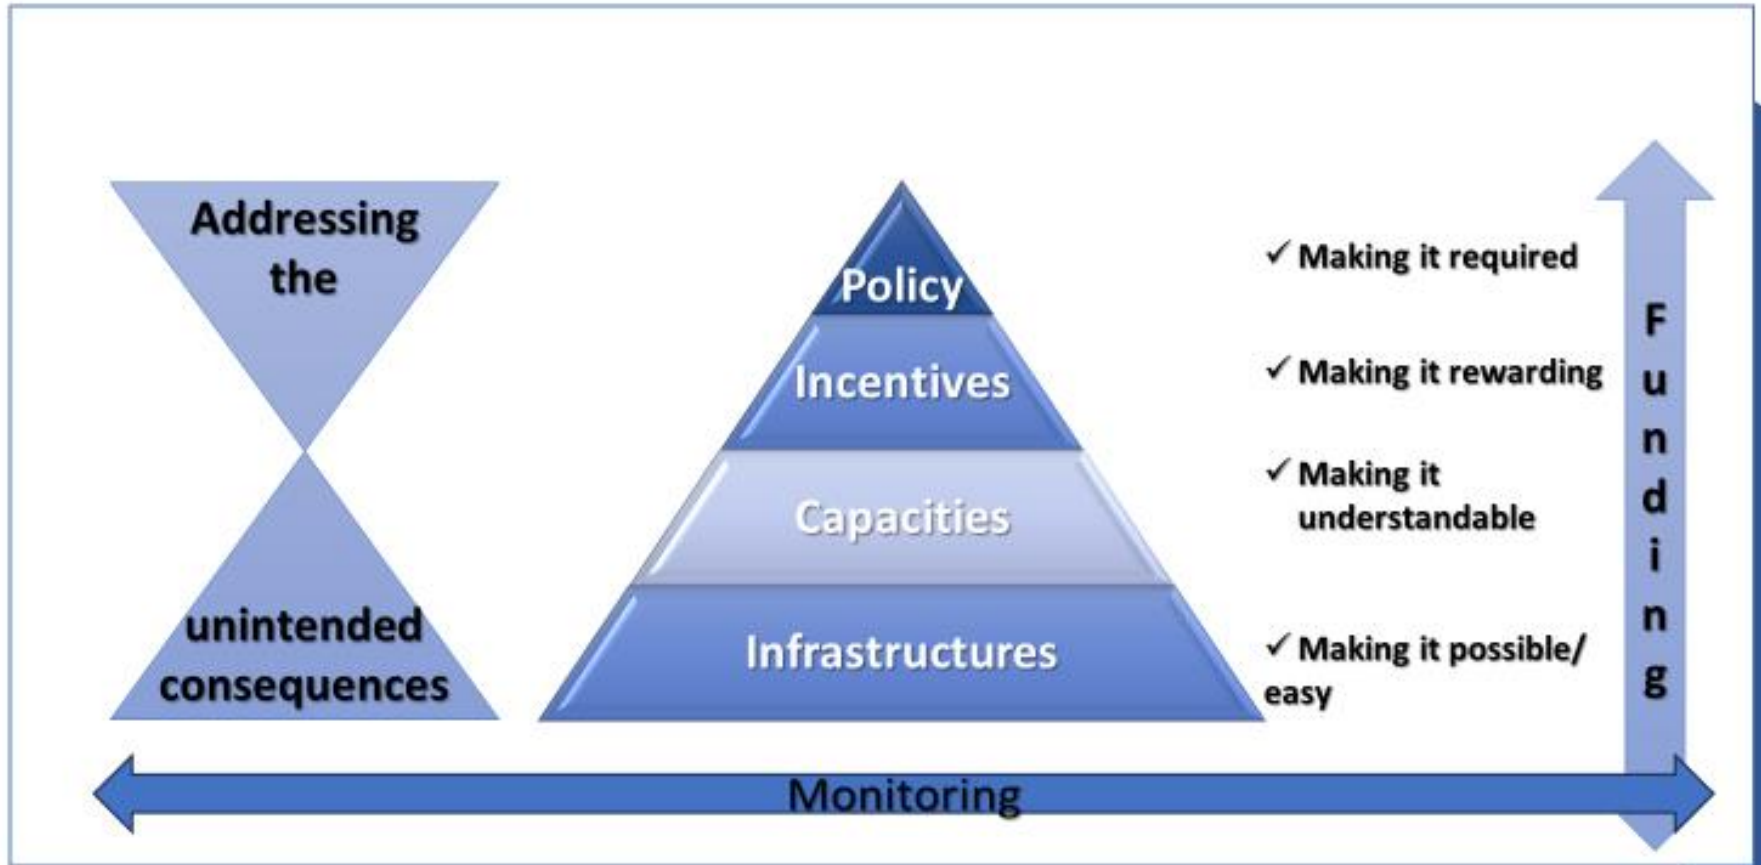 Addressing
the
unintended
consequences
Policy
Incentives
Capacities
Infrastructures
✓ Making it required
✓ Making it rewarding
✓ Making it
understandable
✓ Making it possible/
easy
Funding
Monitoring